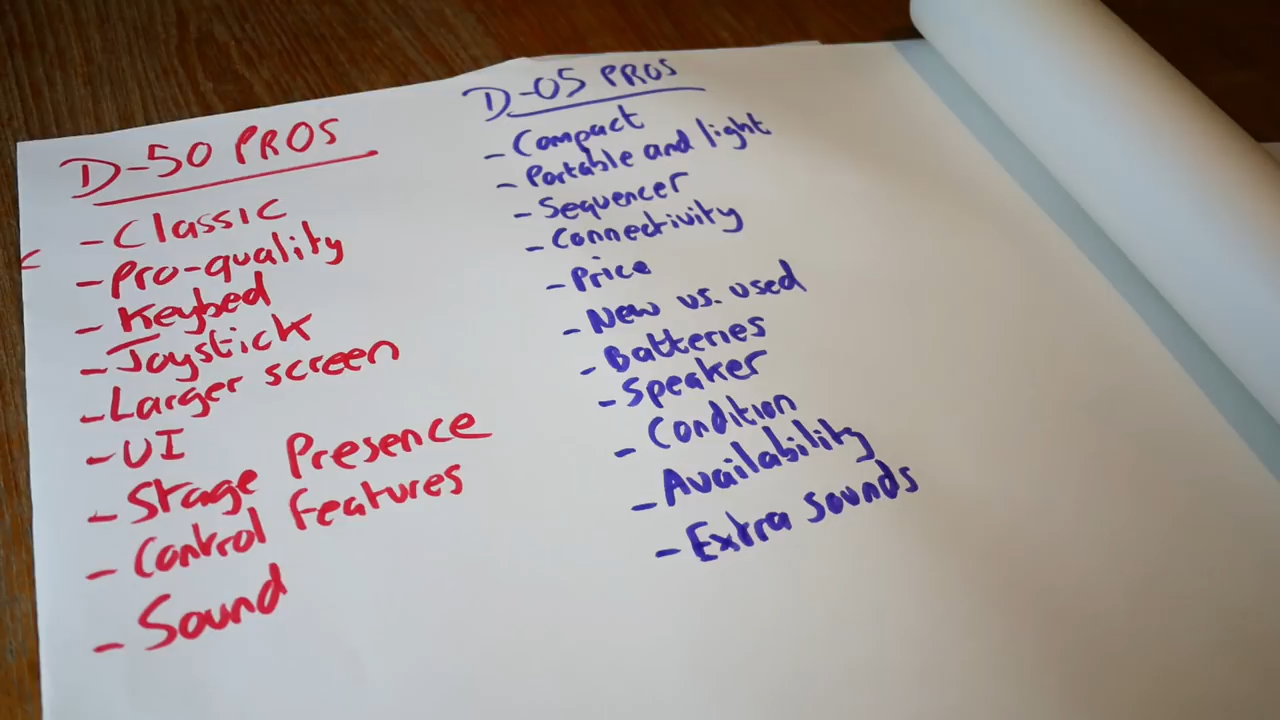 D-50 PROS
- Classic
- Pro-quality
- Keybed
- Joystick
- Larger screen
- UI
- Stage Presence
- Control features
- Sound
D-05 PROS
- Compact
- Portable and light
- Sequencer
- Connectivity
- Price
- New vs. used
- Batteries
- Speaker
- Condition
- Availability
- Extra sounds